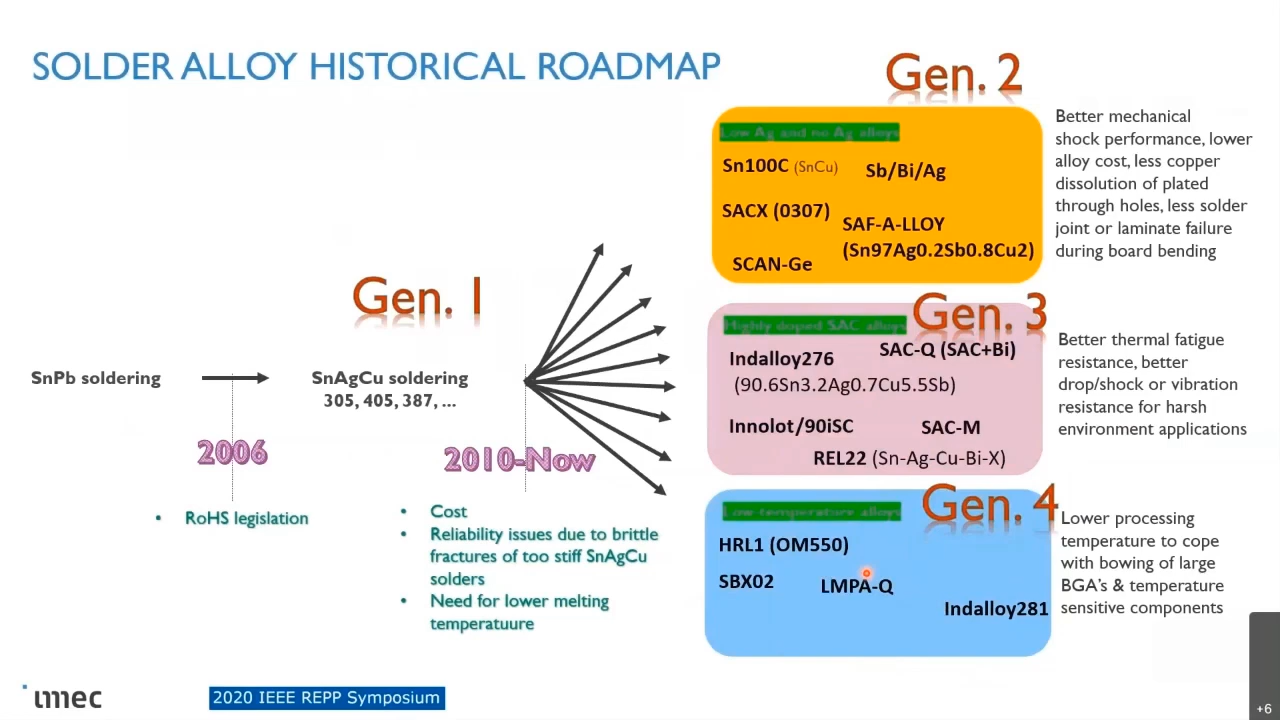 SOLDER ALLOY HISTORICAL ROADMAP
Gen. 2
Low Ag and no Ag alloys
Sn100C (SnCu)
Sb/Bi/Ag
SACX (0307)
SAF-A-LLOY
(Sn97Ag0.2Sb0.8Cu2)
SCAN-Ge
Better mechanical
shock performance, lower
alloy cost, less copper
dissolution of plated
through holes, less solder
joint or laminate failure
during board bending
Gen. 1
SnPb soldering
SnAgCu soldering
305, 405, 387, ...
2006
2010-Now
• RoHS legislation
• Cost
• Reliability issues due to brittle
fractures of too stiff SnAgCu
solders
• Need for lower melting
temperatuure
Gen. 3
Highly doped SAC alloys
Indalloy276
SAC-Q (SAC+Bi)
(90.6Sn3.2Ag0.7Cu5.5Sb)
Innolot/90iSC
SAC-M
REL22 (Sn-Ag-Cu-Bi-X)
Better thermal fatigue
resistance, better
drop/shock or vibration
resistance for harsh
environment applications
Gen. 4
Low-temperature alloys
HRL1 (OM550)
SBX02
LMPA-Q
Indalloy281
Lower processing
temperature to cope
with bowing of large
BGA's & temperature
sensitive components
imec
2020 IEEE REPP Symposium
+6